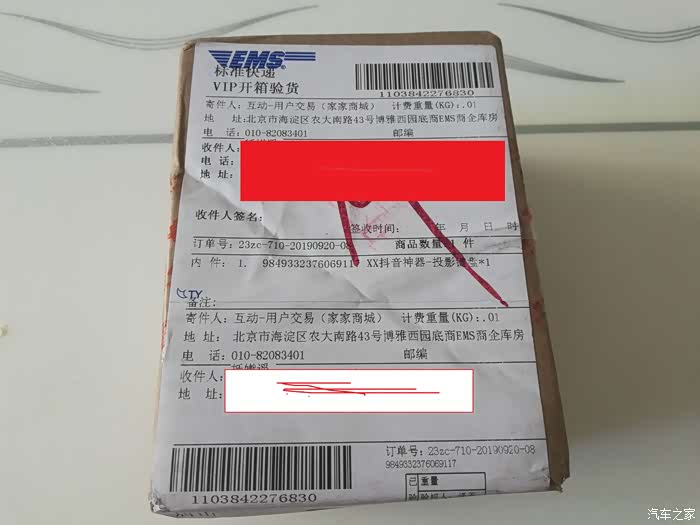 EMS
标准快递
VIP开箱验货
1103842276830
寄件人：互动-用户交易（家家商城） 计费重量(KG):.01
地 址:北京市海淀区农大南路43号博雅西园底商EMS商企库房
电 话：010-82083401 邮编
收件人：
电话：
地址：
收件人签名：
签收时间： 年 月 日 时
订单号：23zc-710-20190920-08 商品数量 1 件
内 件： 1. 9849332376069117 XX抖音神器-投影键盘*1
备注：
寄件人：互动-用户交易（家家商城） 计费重量(KG):.01
地 址： 北京市海淀区农大南路43号博雅西园底商EMS商企库房
电 话：010-82083401 邮编
收件人：
地 址：
订单号：23zc-710-20190920-08
9849332376069117
1103842276830
已 重量
汽车之家